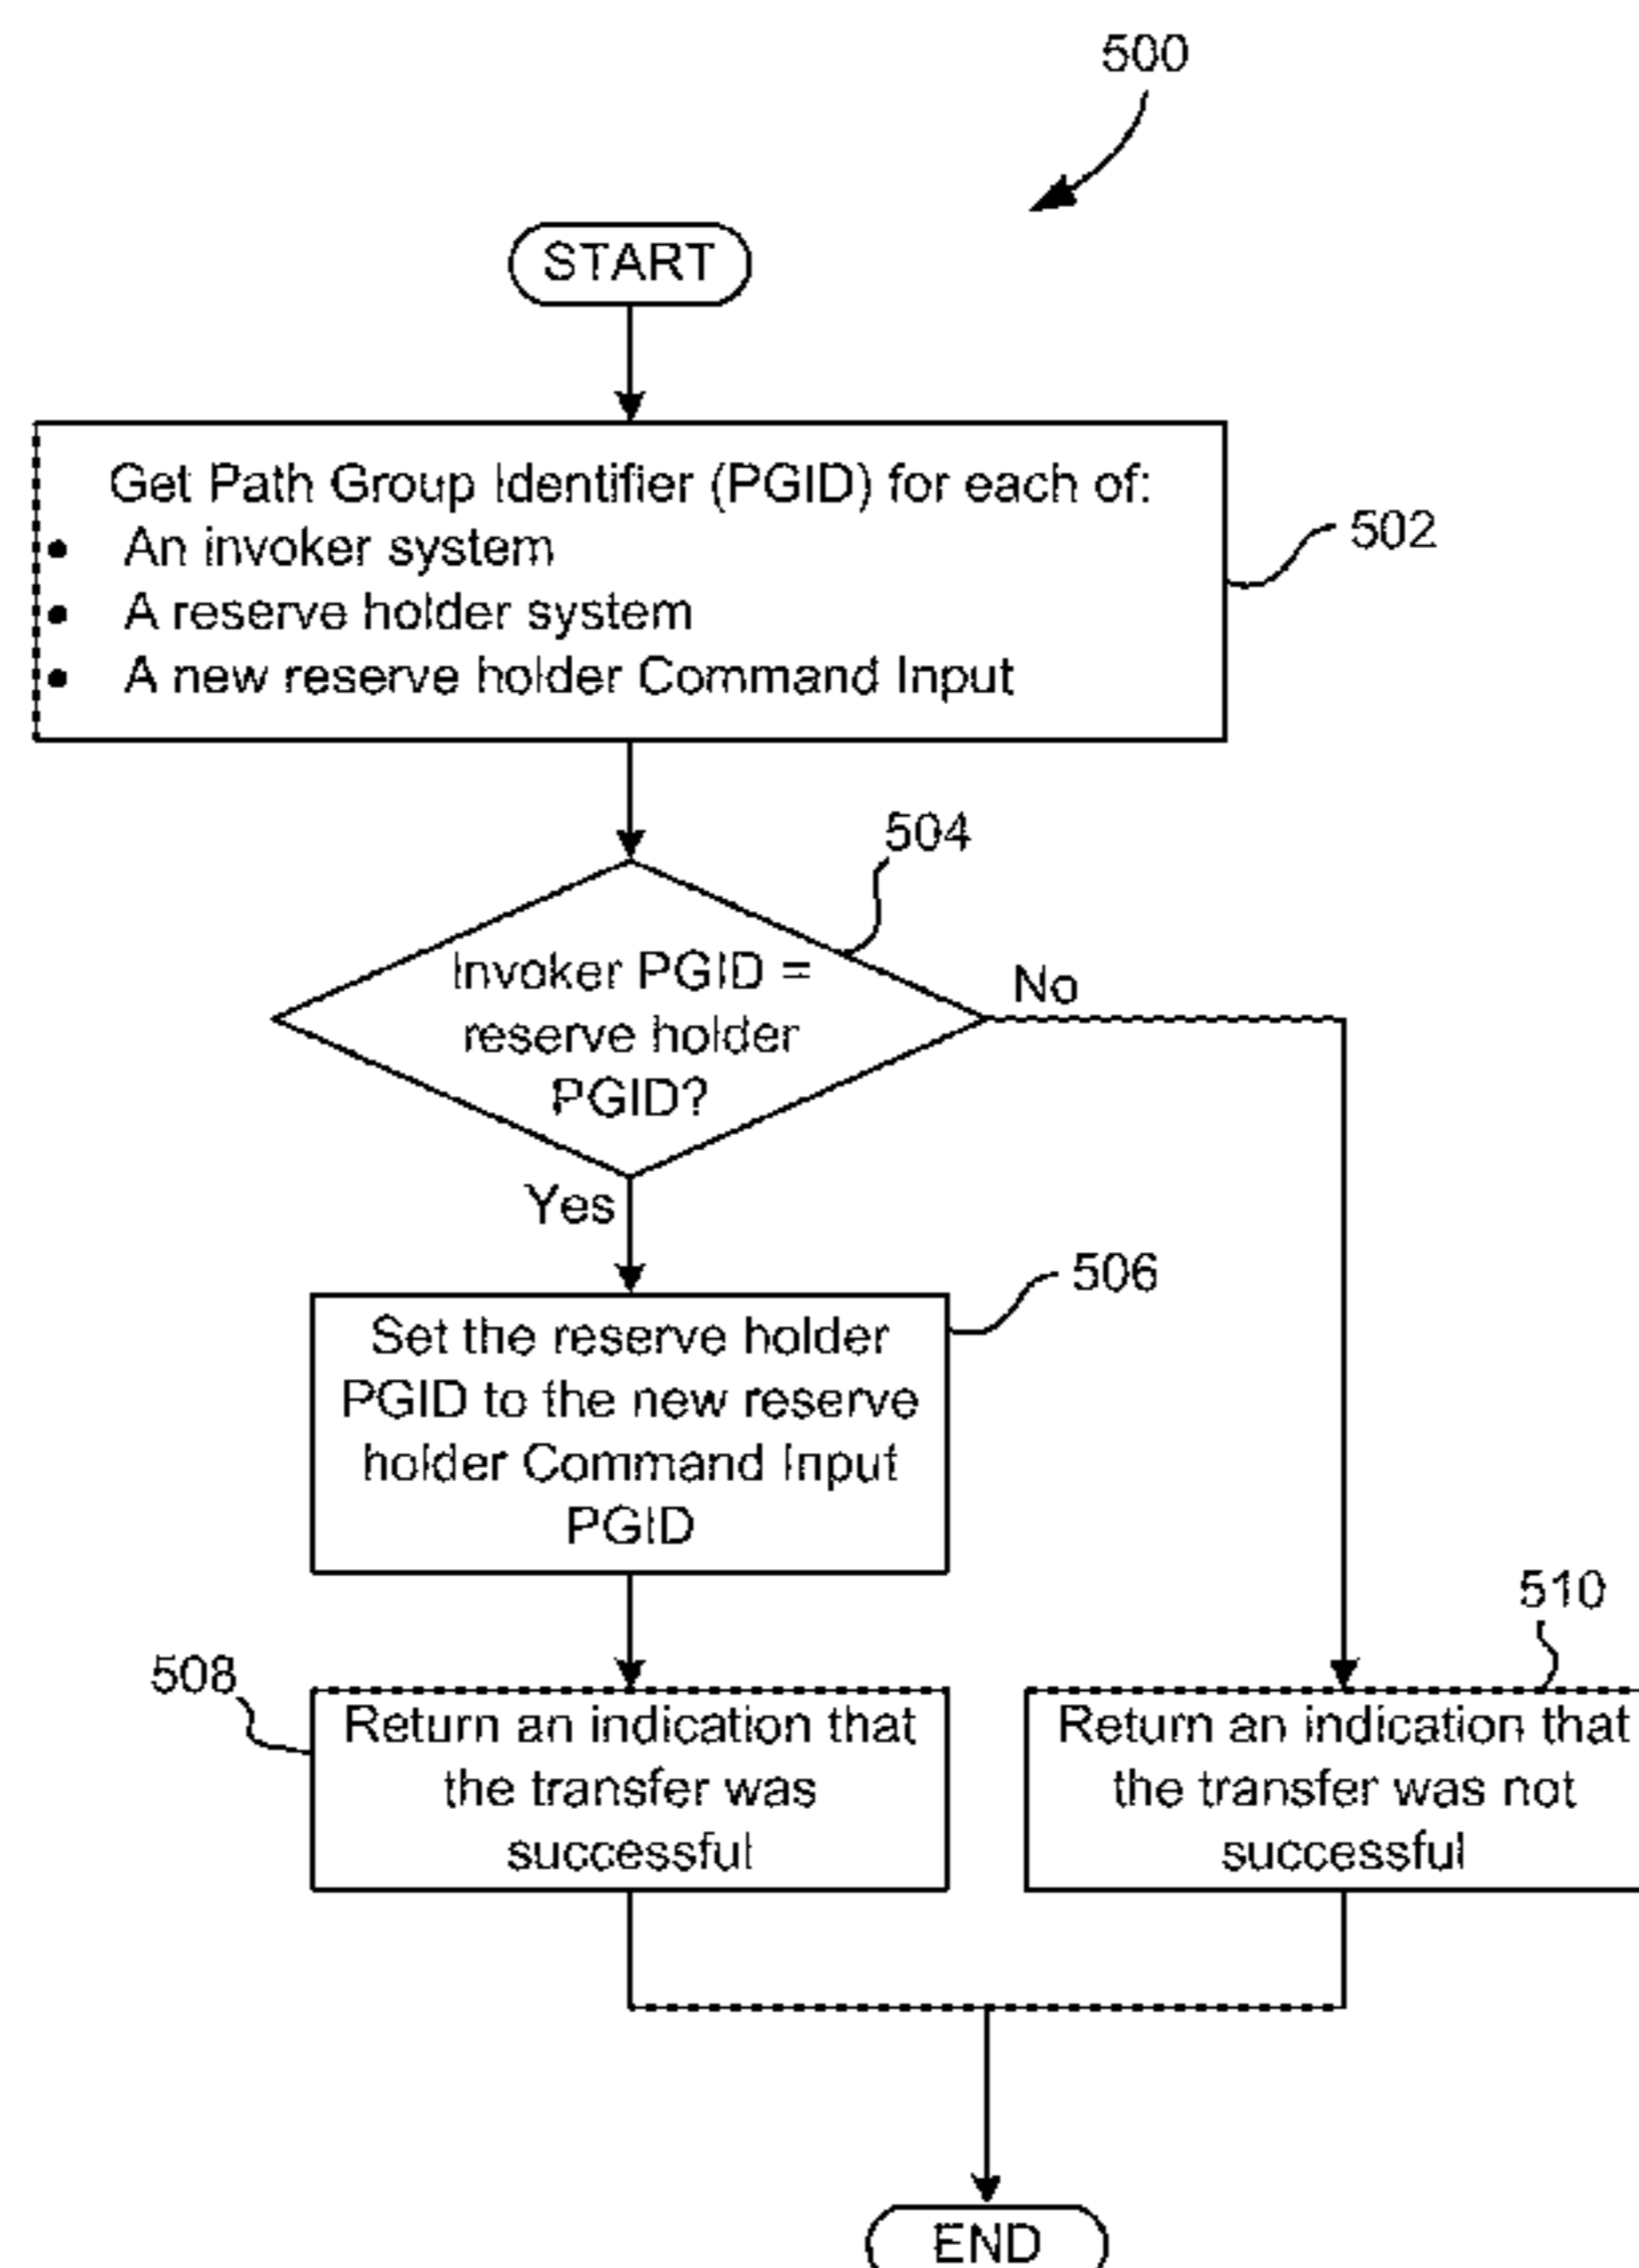 500
START
Get Path Group Identifier (PGID) for each of:
• An invoker system
• A reserve holder system
• A new reserve holder Command Input
502
504
Invoker PGID =
reserve holder
PGID?
No
Yes
506
Set the reserve holder
PGID to the new reserve
holder Command Input
PGID
508
Return an indication that
the transfer was
successful
510
Return an indication that
the transfer was not
successful
END